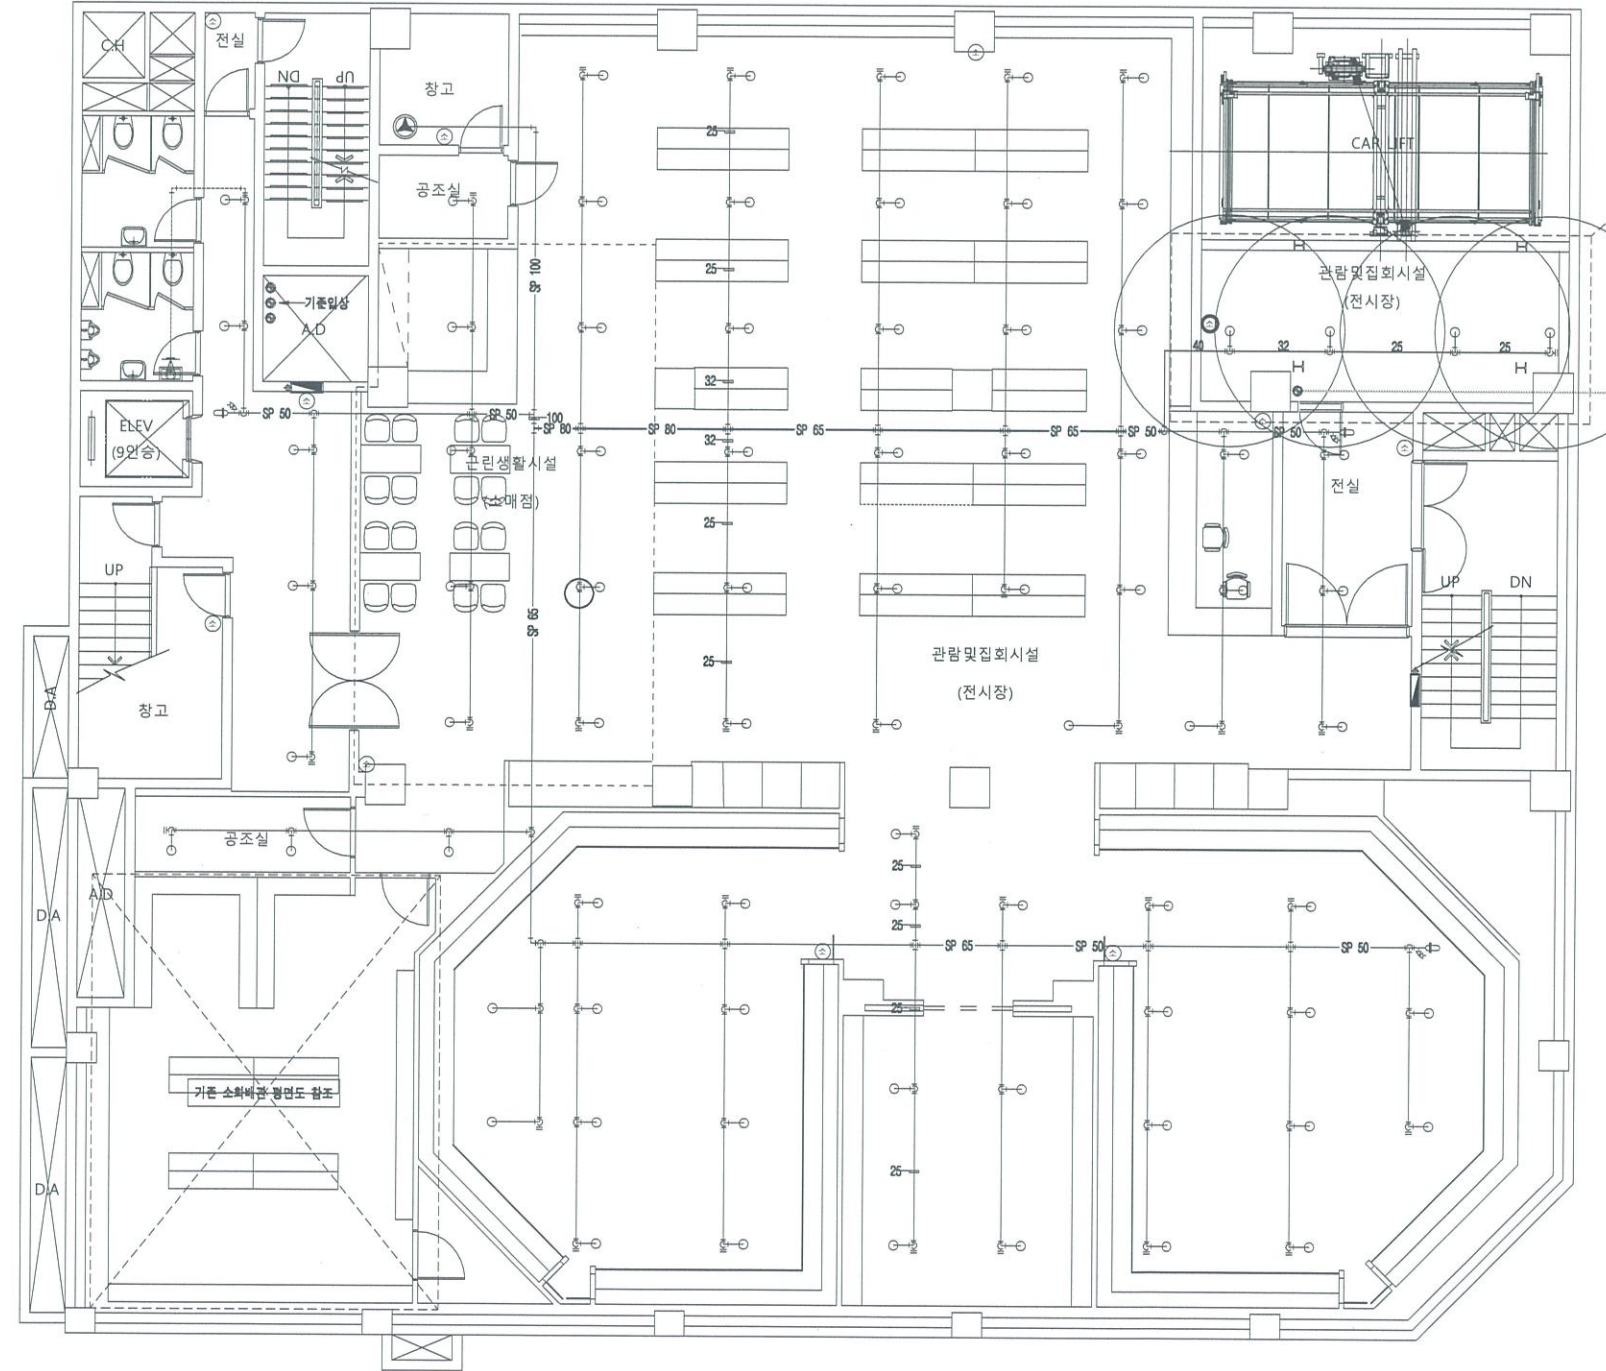 C.H
전실
DN
UP
창고
CAR LIFT
공조실
25
SP 100
25
관람및집회시설
(전시장)
기존입상
A.D
40
32
25
25
32
ELEV
(9인승)
SP 50
SP 50
100
SP 80
SP 80
SP 65
SP 65
SP 50
SP 50
32
근린생활시설
(소매점)
전실
25
UP
UP
DN
SP 65
25
관람및집회시설
(전시장)
D.A
창고
공조실
25
A.D
D.A
25
SP 65
SP 50
SP 50
25
기존 소화배관 평면도 참조
25
D.A